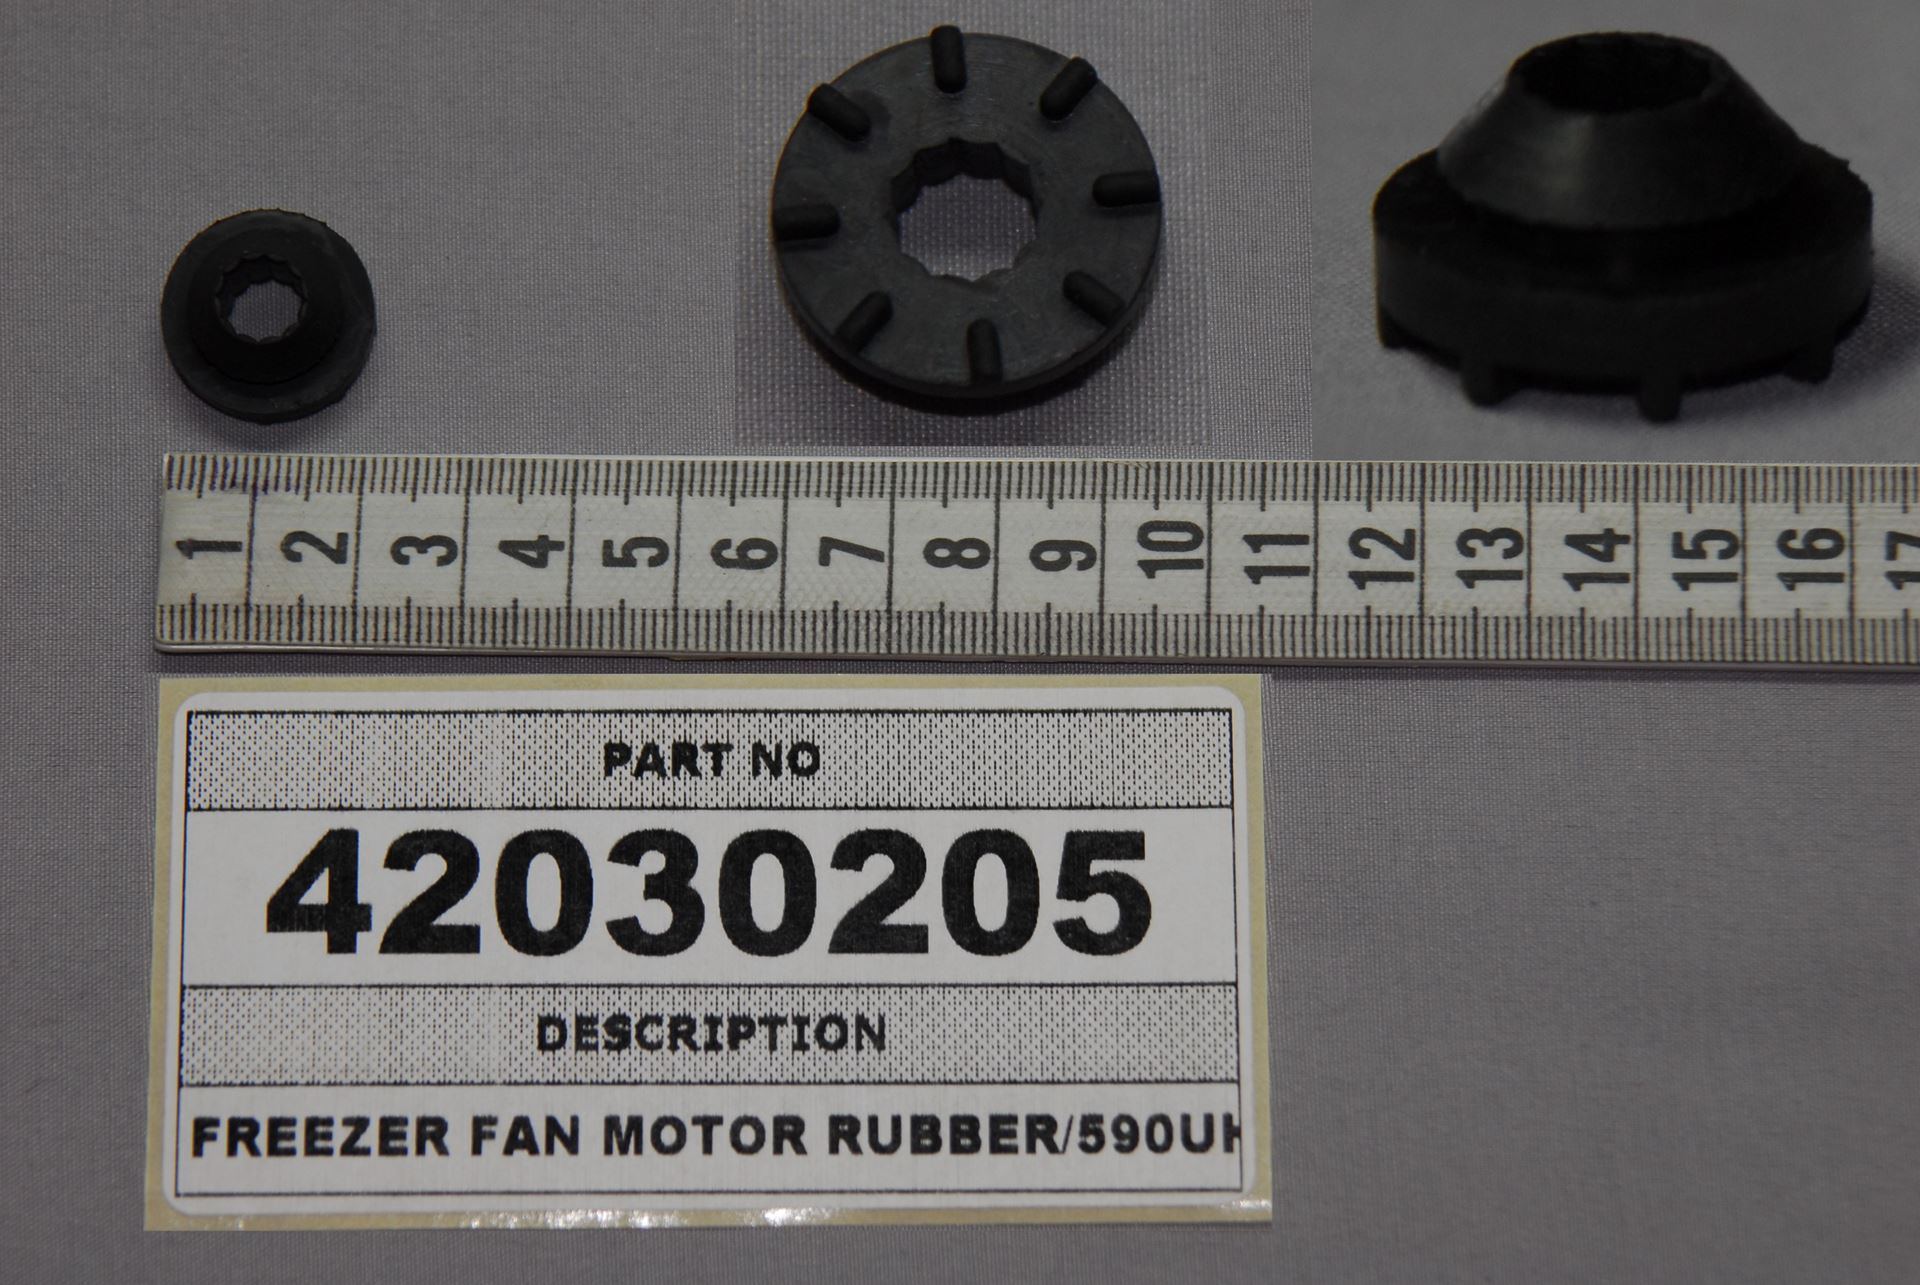 1 2 3 4 5 6 7 8 9 10 11 12 13 14 15 16 17
PART NO
42030205
DESCRIPTION
FREEZER FAN MOTOR RUBBER/590U